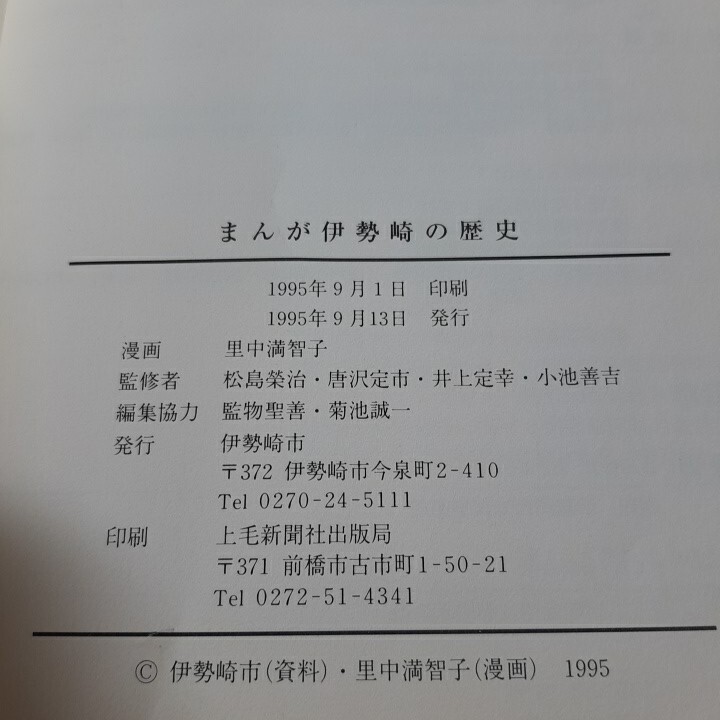 まんが伊勢崎の歴史
1995年9月1日 印刷
1995年9月13日 発行
漫画 里中満智子
監修者 松島榮治・唐沢定市・井上定幸・小池善吉
編集協力 監物聖善・菊池誠一
発行 伊勢崎市
〒372 伊勢崎市今泉町2-410
Tel 0270-24-5111
印刷 上毛新聞社出版局
〒371 前橋市古市町1-50-21
Tel 0272-51-4341
© 伊勢崎市(資料)・里中満智子(漫画) 1995